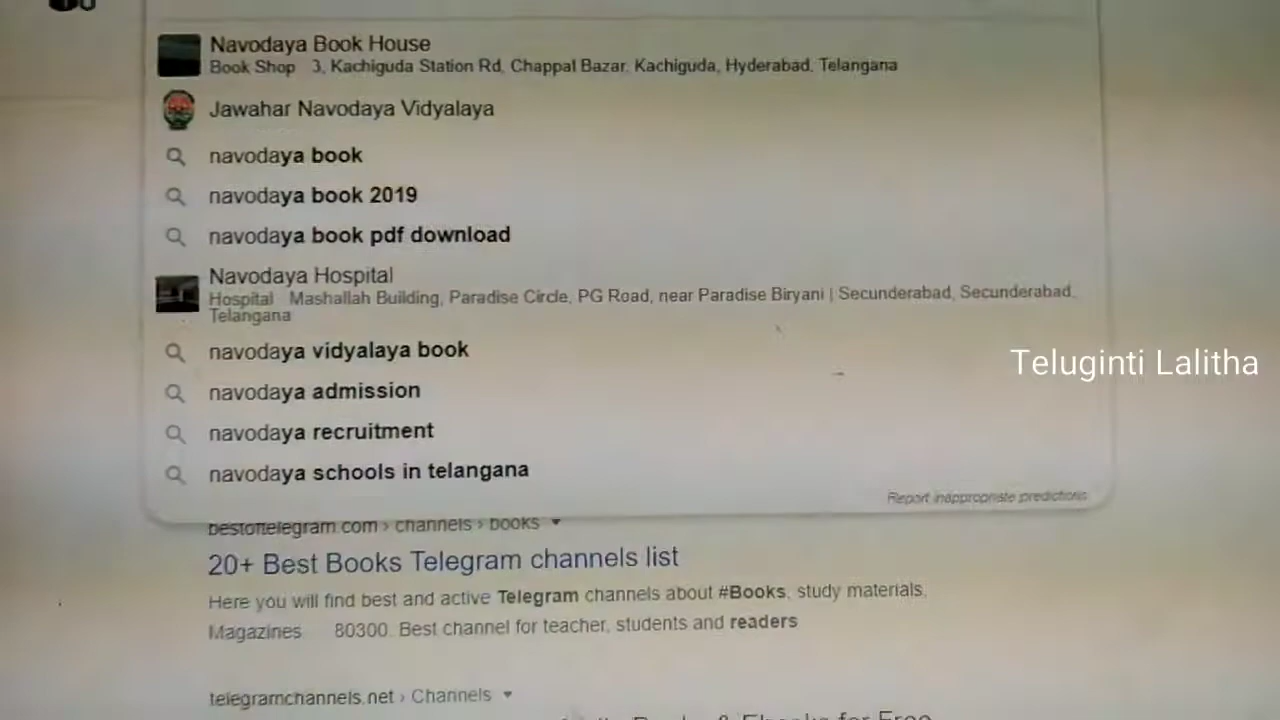 Navodaya Book House
Book Shop 3, Kachiguda Station Rd, Chappal Bazar, Kachiguda, Hyderabad, Telangana
Jawahar Navodaya Vidyalaya
navodaya book
navodaya book 2019
navodaya book pdf download
Navodaya Hospital
Hospital Mashallah Building, Paradise Circle, PG Road, near Paradise Biryani | Secunderabad, Secunderabad,
Telangana
navodaya vidyalaya book
Teluginti Lalitha
navodaya admission
navodaya recruitment
navodaya schools in telangana
Report inappropriate predictions
bestoftelegram.com › channels › books
20+ Best Books Telegram channels list
Here you will find best and active Telegram channels about #Books, study materials,
Magazines 80300. Best channel for teacher, students and readers
telegramchannels.net › Channels